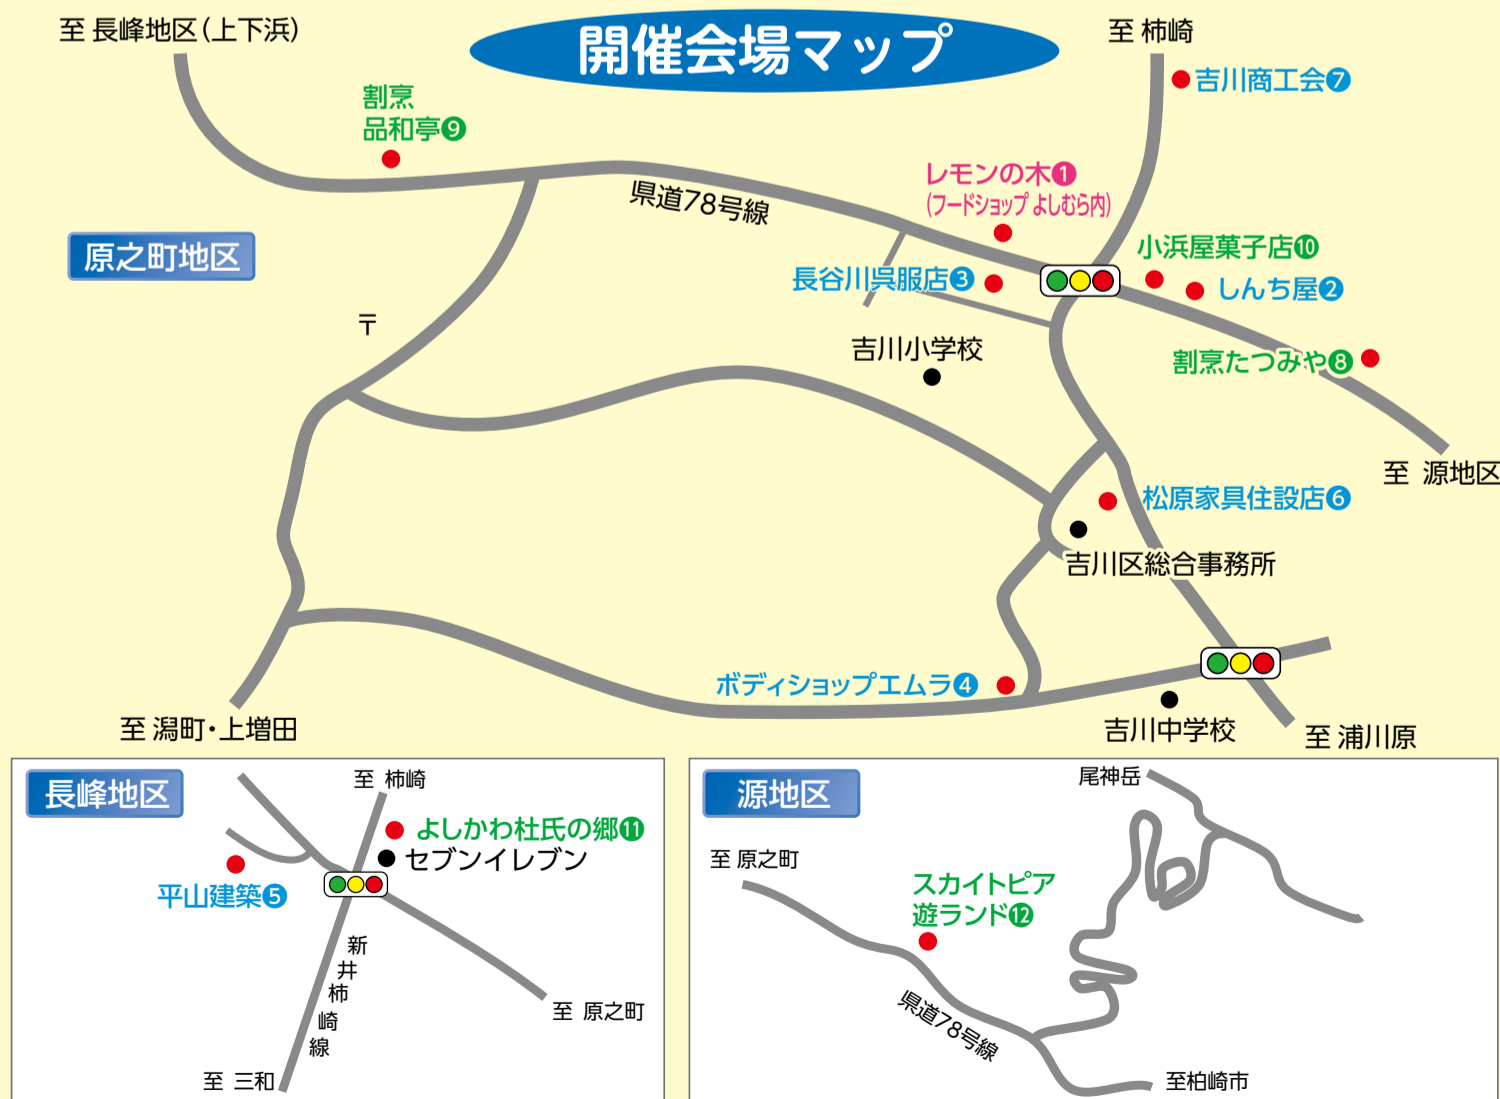 開催会場マップ
至 長峰地区(上下浜)
至 柿崎
吉川商工会❼
割烹
品和亭❾
レモンの木❶
(フードショップ よしむら内)
県道78号線
原之町地区
小浜屋菓子店❿
長谷川呉服店❸
しんち屋❷
〒
吉川小学校
割烹たつみや❽
至 源地区
松原家具住設店❻
吉川区総合事務所
ボディショップエムラ❹
吉川中学校
至 潟町・上増田
至 浦川原
長峰地区
至 柿崎
よしかわ杜氏の郷⓫
セブンイレブン
平山建築❺
新井柿崎線
至 原之町
至 三和
源地区
尾神岳
至 原之町
スカイトピア
遊ランド⓬
県道78号線
至柏崎市